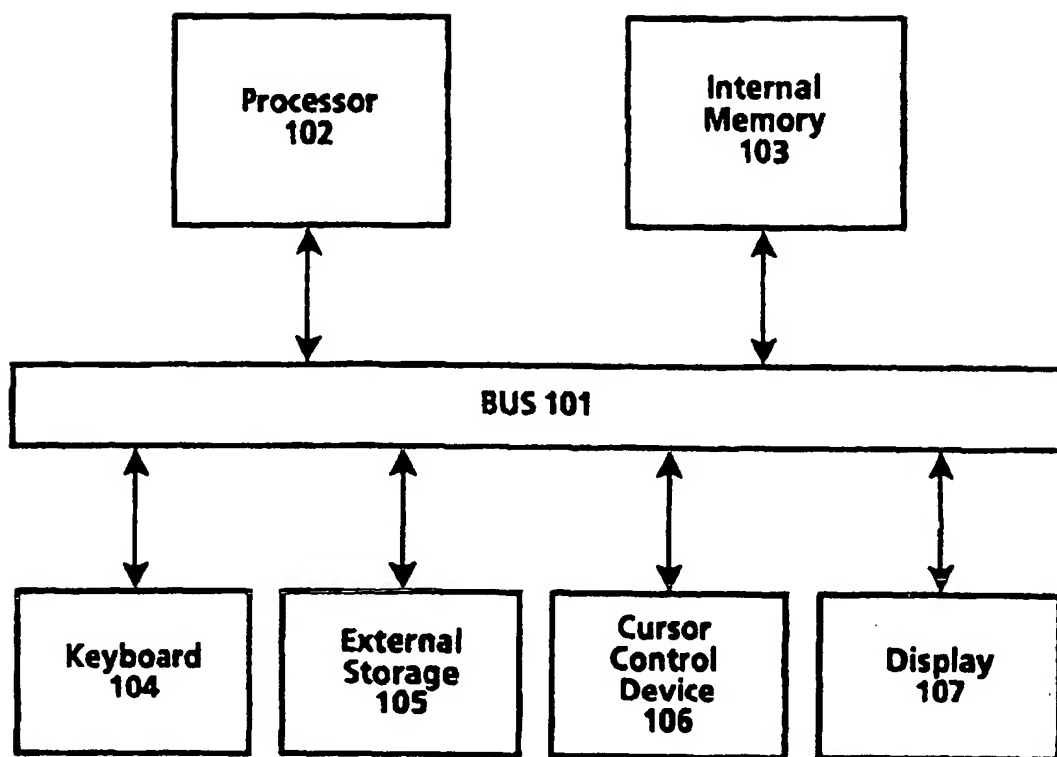 Processor
102
Internal
Memory
103
BUS 101
Keyboard
104
External
Storage
105
Cursor
Control
Device
106
Display
107